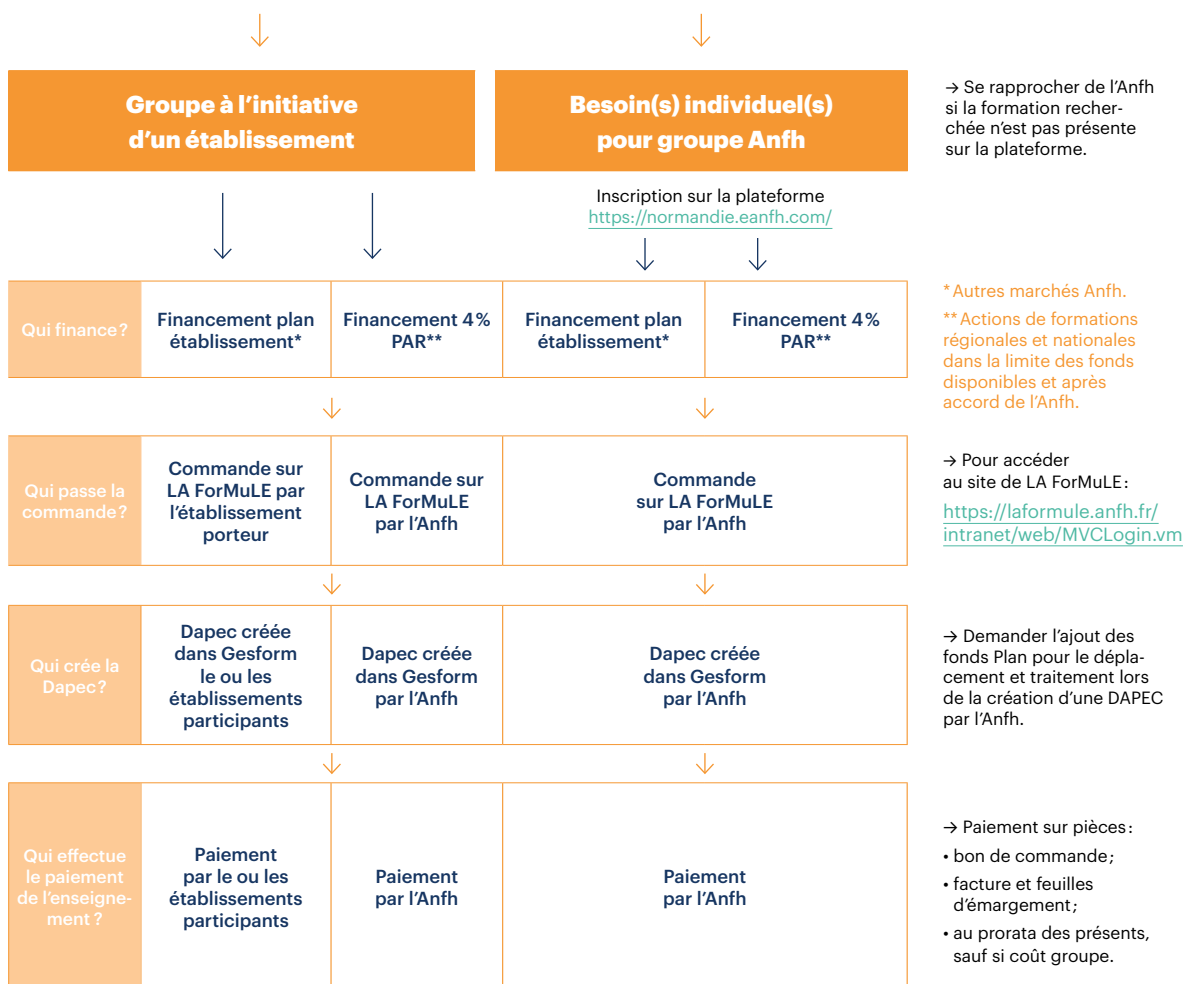 Groupe à l'initiative
d'un établissement
Besoin(s) individuel(s)
pour groupe Anfh
→ Se rapprocher de l'Anfh
si la formation recher-
chée n'est pas présente
sur la plateforme.
Inscription sur la plateforme
https://normandie.eanfh.com/
Qui finance ?
Financement plan
établissement*
Financement 4 %
PAR**
Financement plan
établissement*
Financement 4 %
PAR**
* Autres marchés Anfh.
** Actions de formations
régionales et nationales
dans la limite des fonds
disponibles et après
accord de l'Anfh.
Qui passe la
commande ?
Commande sur
LA ForMuLE par
l'établissement
porteur
Commande sur
LA ForMuLE
par l'Anfh
Commande
sur LA ForMuLE
par l'Anfh
→ Pour accéder
au site de LA ForMuLE :
https://laformule.anfh.fr/
intranet/web/MVCLogin.vm
Qui crée la
Dapec ?
Dapec créée
dans Gesform
le ou les
établissements
participants
Dapec créée
dans Gesform
par l'Anfh
Dapec créée
dans Gesform
par l'Anfh
→ Demander l'ajout des
fonds Plan pour le dépla-
cement et traitement lors
de la création d'une DAPEC
par l'Anfh.
Qui effectue
le paiement
de l'enseigne-
ment ?
Paiement
par le ou les
établissements
participants
Paiement
par l'Anfh
Paiement
par l'Anfh
→ Paiement sur pièces :
• bon de commande ;
• facture et feuilles
d'émargement ;
• au prorata des présents,
sauf si coût groupe.